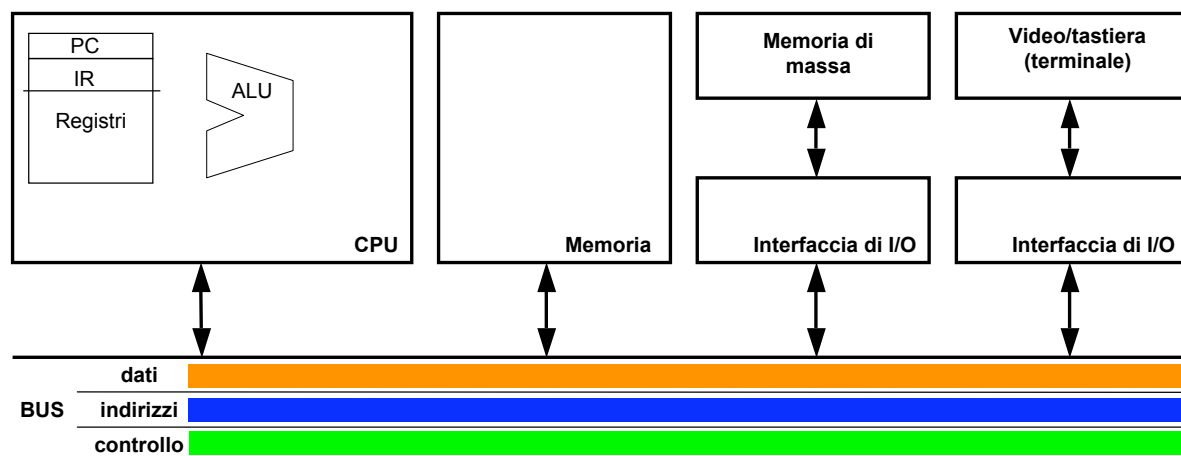 PC
IR
Registri
ALU
CPU
Memoria
Memoria di
massa
Interfaccia di I/O
Video/tastiera
(terminale)
Interfaccia di I/O
BUS
dati
indirizzi
controllo